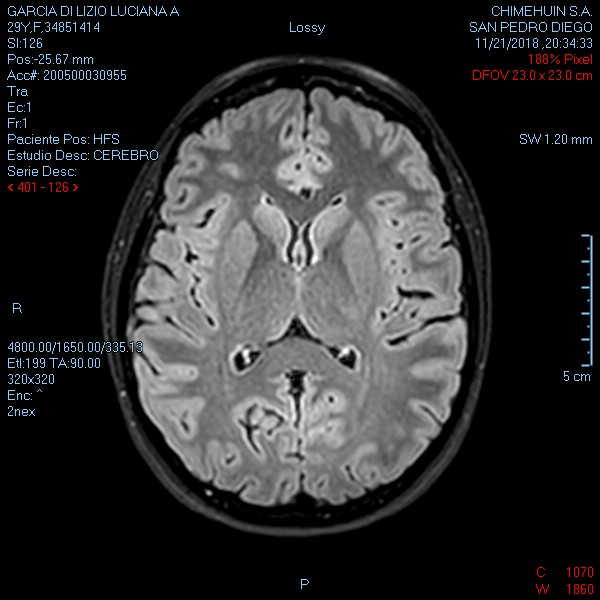 GARCIA DI LIZIO LUCIANA A
29Y,F,34851414
Sl:126
Pos:-25.67 mm
Acc#: 200500030955
Tra
Ec:1
Fr:1
Paciente Pos: HFS
Estudio Desc: CEREBRO
Serie Desc:
< 401 - 126 >
Lossy
CHIMEHUIN S.A.
SAN PEDRO DIEGO
11/21/2018 ,20:34:33
188% Pixel
DFOV 23.0 x 23.0 cm
SW 1.20 mm
R
4800.00/1650.00/335.13
Etl:199 TA:90.00
320x320
Enc: ^
2nex
5 cm
P
C 1070
W 1860